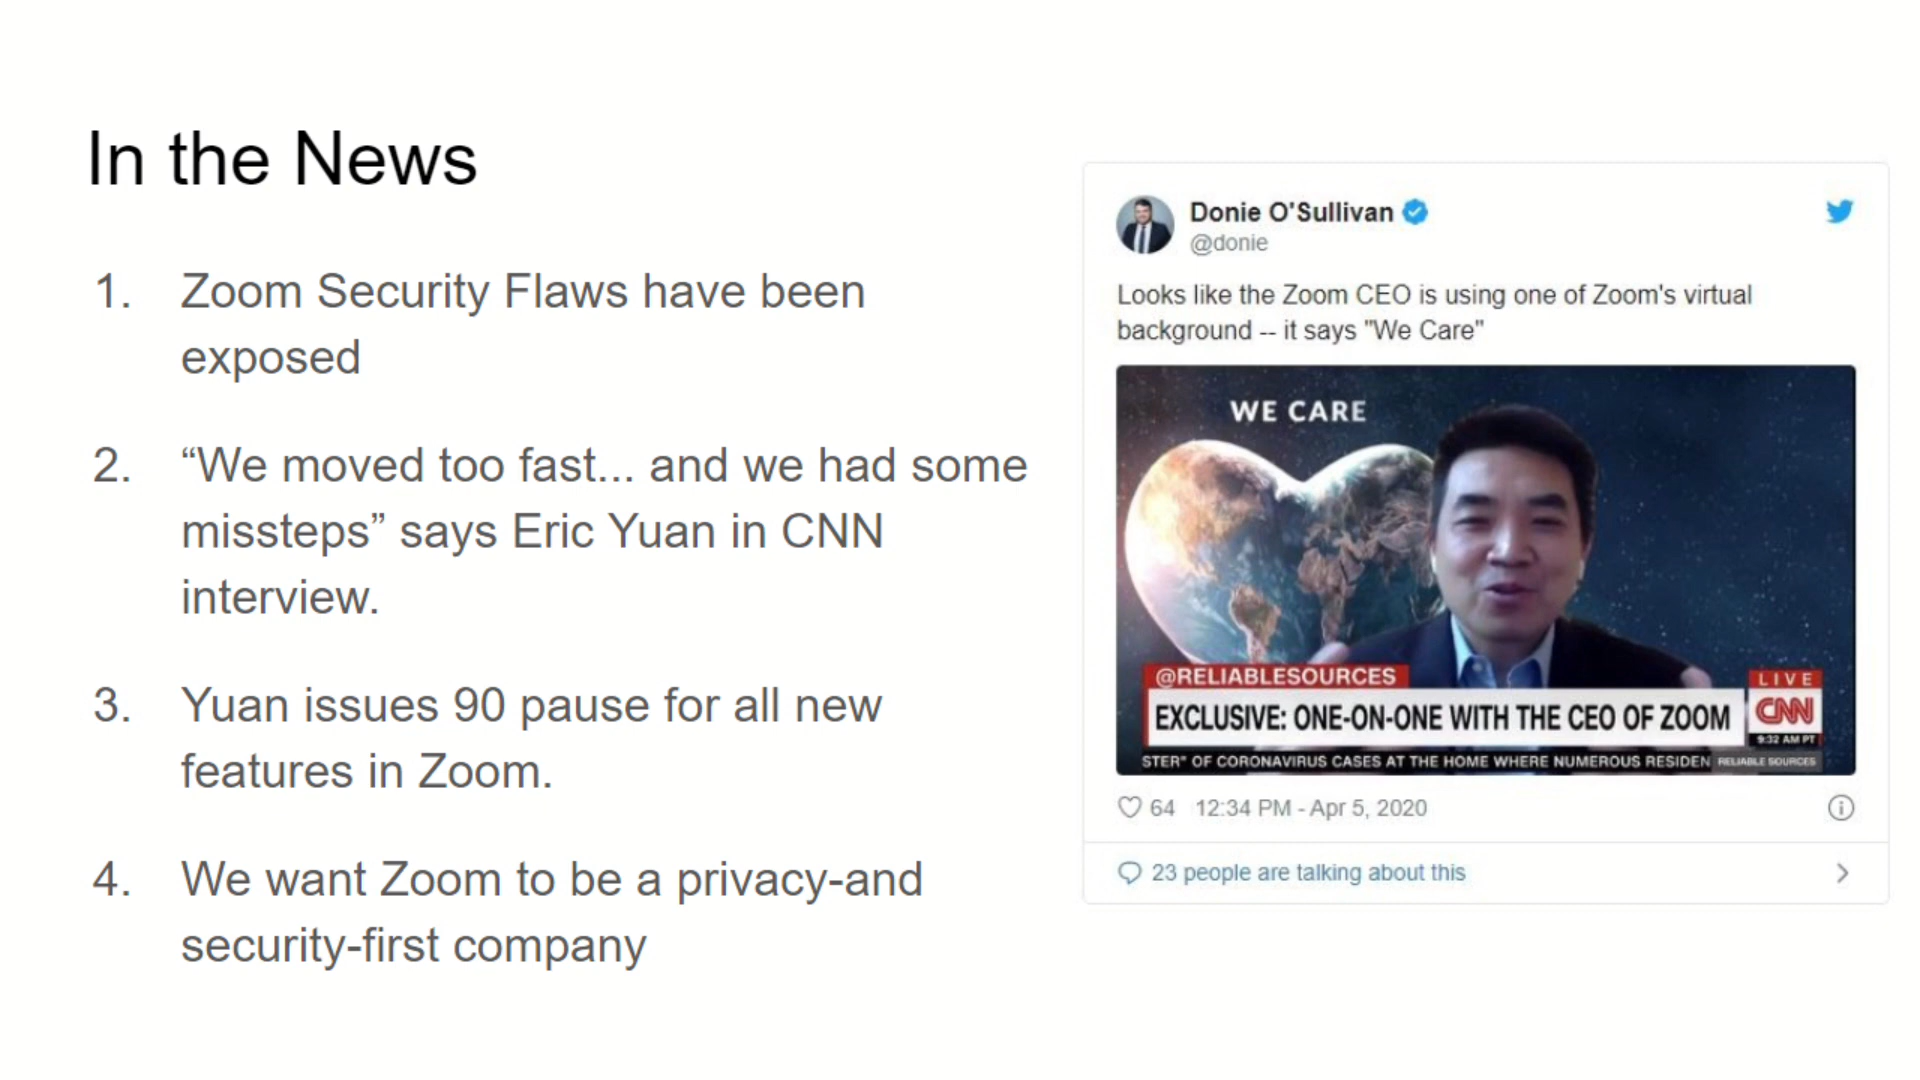 In the News
1. Zoom Security Flaws have been
exposed
2. “We moved too fast... and we had some
missteps” says Eric Yuan in CNN
interview.
3. Yuan issues 90 pause for all new
features in Zoom.
4. We want Zoom to be a privacy-and
security-first company
Donie O'Sullivan
@donie
Looks like the Zoom CEO is using one of Zoom's virtual
background -- it says "We Care"
WE CARE
@RELIABLESOURCES
LIVE
EXCLUSIVE: ONE-ON-ONE WITH THE CEO OF ZOOM
CNN
9:32 AM PT
STER" OF CORONAVIRUS CASES AT THE HOME WHERE NUMEROUS RESIDEN
RELIABLE SOURCES
64 12:34 PM - Apr 5, 2020
23 people are talking about this